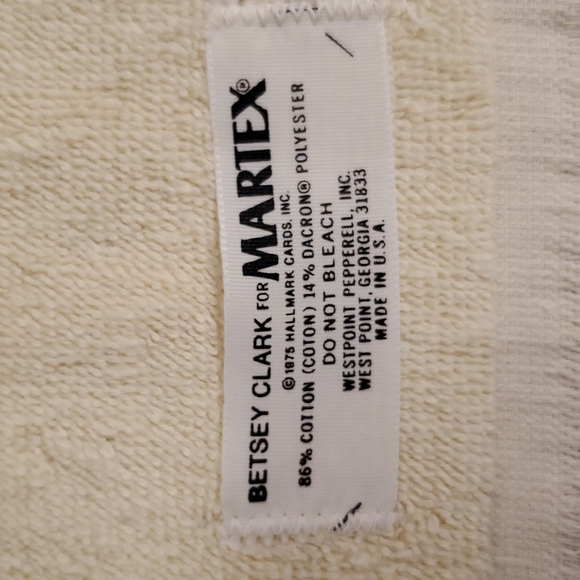 BETSEY CLARK FOR MARTEX®
©1975 HALLMARK CARDS, INC.
86% COTTON (COTON) 14% DACRON® POLYESTER
DO NOT BLEACH
WESTPOINT PEPPERELL, INC.
WEST POINT, GEORGIA 31833
MADE IN U.S.A.